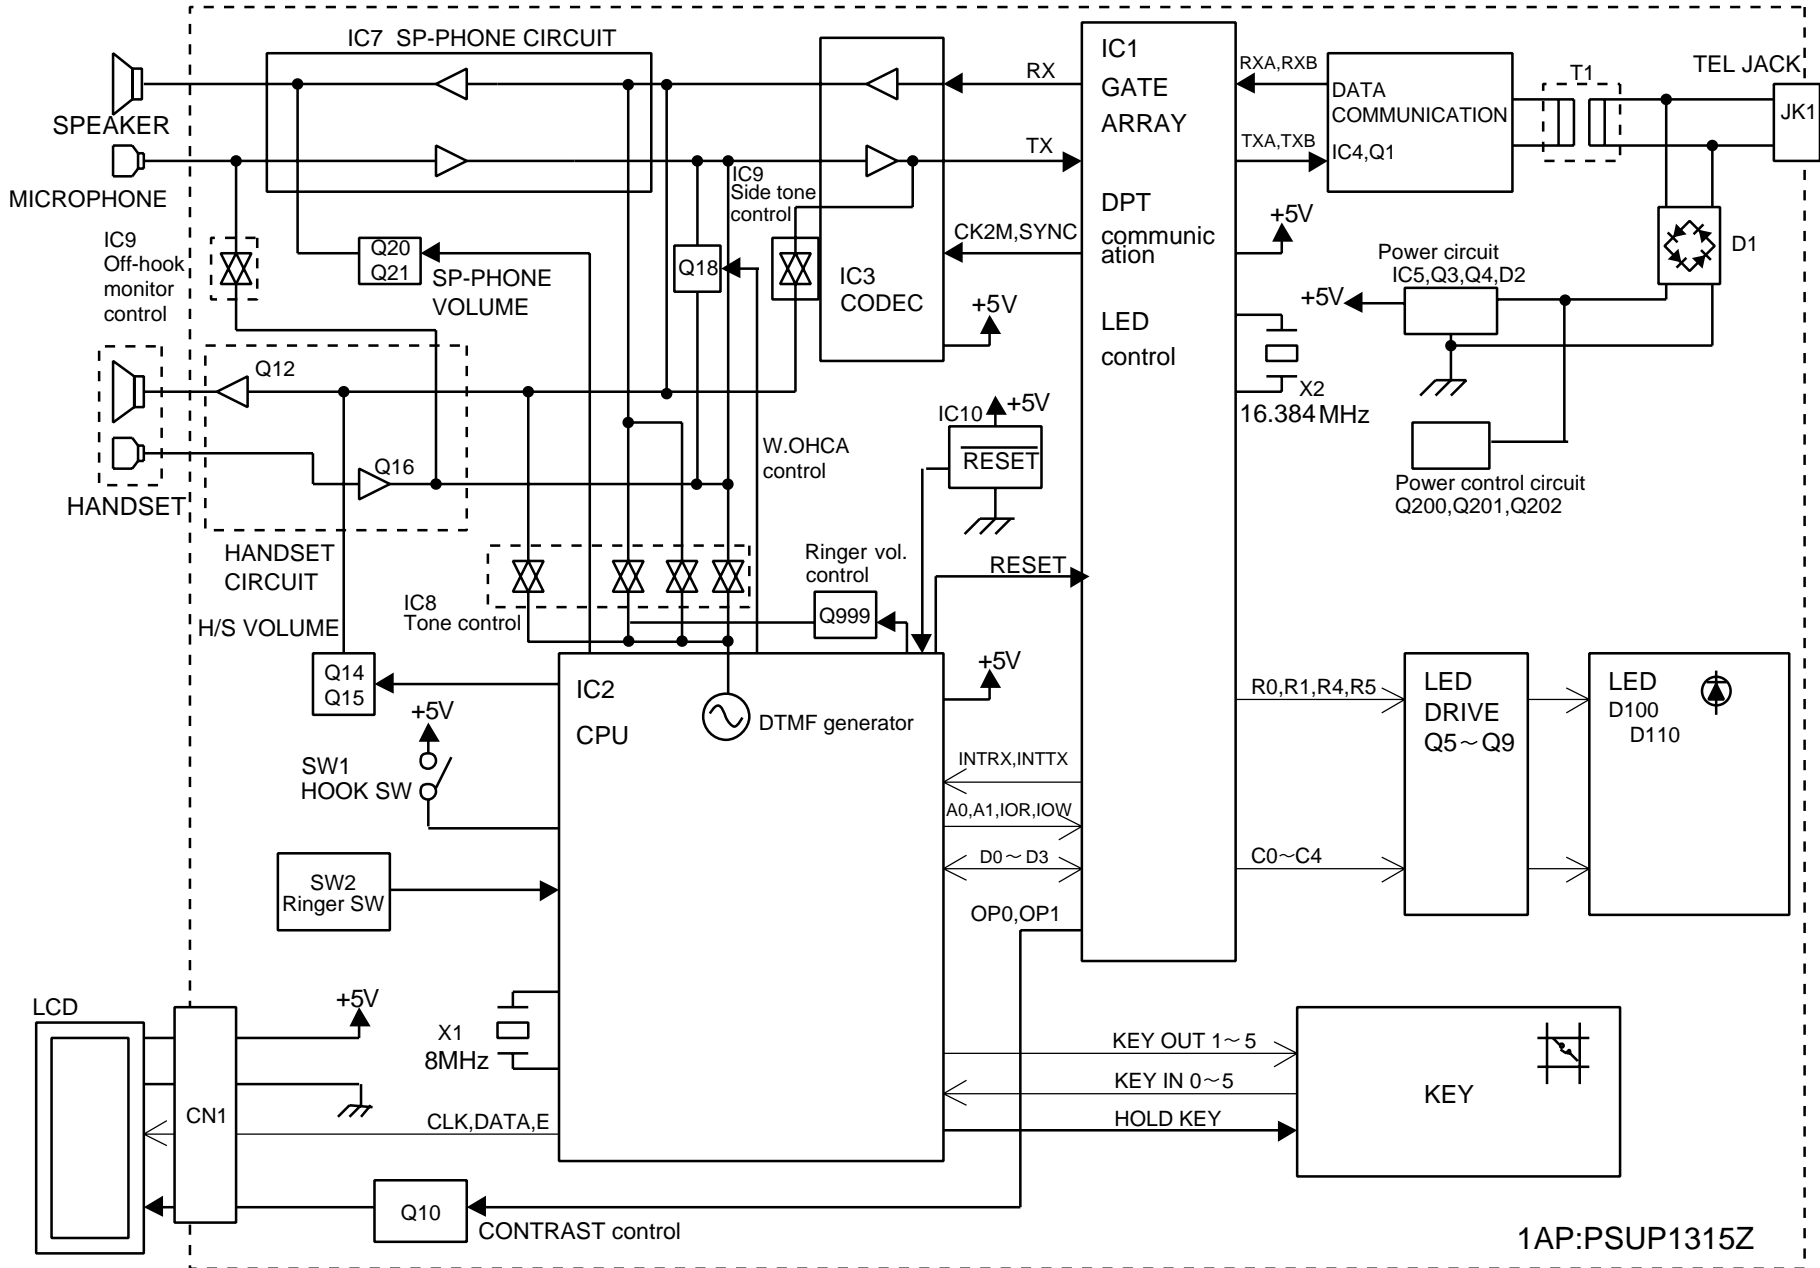 IC7 SP-PHONE CIRCUIT
SPEAKER
MICROPHONE
IC9
Off-hook
monitor
control
Q20
Q21
SP-PHONE
VOLUME
IC9
Side tone
control
Q18
IC3
CODEC
+5V
RX
TX
CK2M,SYNC
IC1
GATE
ARRAY
DPT
communic
ation
LED
control
RXA,RXB
TXA,TXB
DATA
COMMUNICATION
IC4,Q1
T1
TEL JACK
JK1
D1
+5V
Power circuit
IC5,Q3,Q4,D2
+5V
X2
16.384MHz
Power control circuit
Q200,Q201,Q202
Q12
Q16
HANDSET
HANDSET
CIRCUIT
H/S VOLUME
Q14
Q15
IC8
Tone control
W.OHCA
control
IC10
+5V
RESET
Ringer vol.
control
Q999
RESET
+5V
SW1
HOOK SW
SW2
Ringer SW
IC2
CPU
DTMF generator
+5V
INTRX,INTTX
A0,A1,IOR,IOW
D0～D3
OP0,OP1
R0,R1,R4,R5
C0～C4
LED
DRIVE
Q5～Q9
LED
D100
D110
LCD
CN1
+5V
X1
8MHz
CLK,DATA,E
Q10
CONTRAST control
KEY OUT 1～5
KEY IN 0～5
HOLD KEY
KEY
1AP:PSUP1315Z